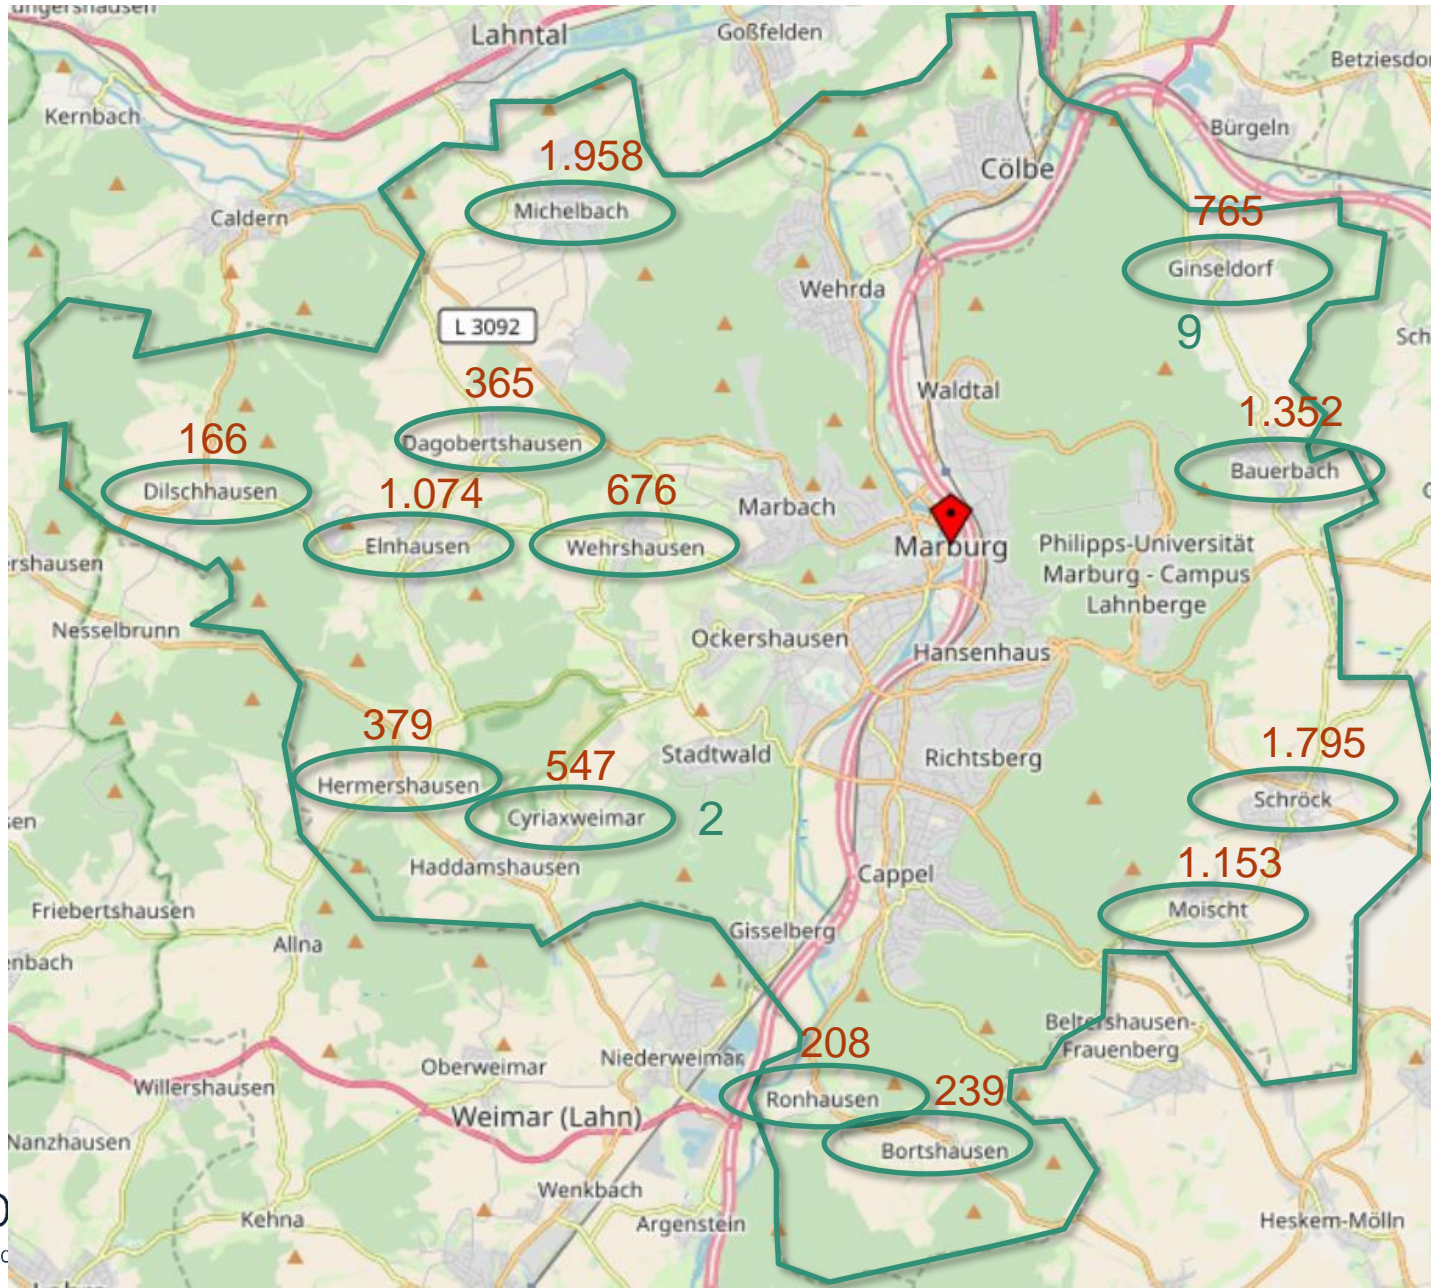 Lahntal
Goßfelden
Kernbach
1.958
Michelbach
Caldern
Cölbe
Bürgeln
765
Ginseldorf
9
Wehrda
L 3092
365
Dagobertshausen
Waldtal
166
Dilschhausen
1.074
Elnhausen
676
Wehrshausen
Marbach
Marburg
1.352
Bauerbach
Philipps-Universität
Marburg - Campus
Lahnberge
Nesselbrunn
Ockershausen
Hansenhaus
379
Hermershausen
547
Cyriaxweimar
2
Stadtwald
Richtsberg
1.795
Schröck
Haddamshausen
Cappel
1.153
Moischt
Friebertshausen
Allna
Gisselberg
Beltershausen-
Frauenberg
208
Ronhausen
239
Bortshausen
Willershausen
Oberweimar
Niederweimar
Weimar (Lahn)
Wenkbach
Argenstein
Kehna
Nanzhausen
Heskem-Mölln